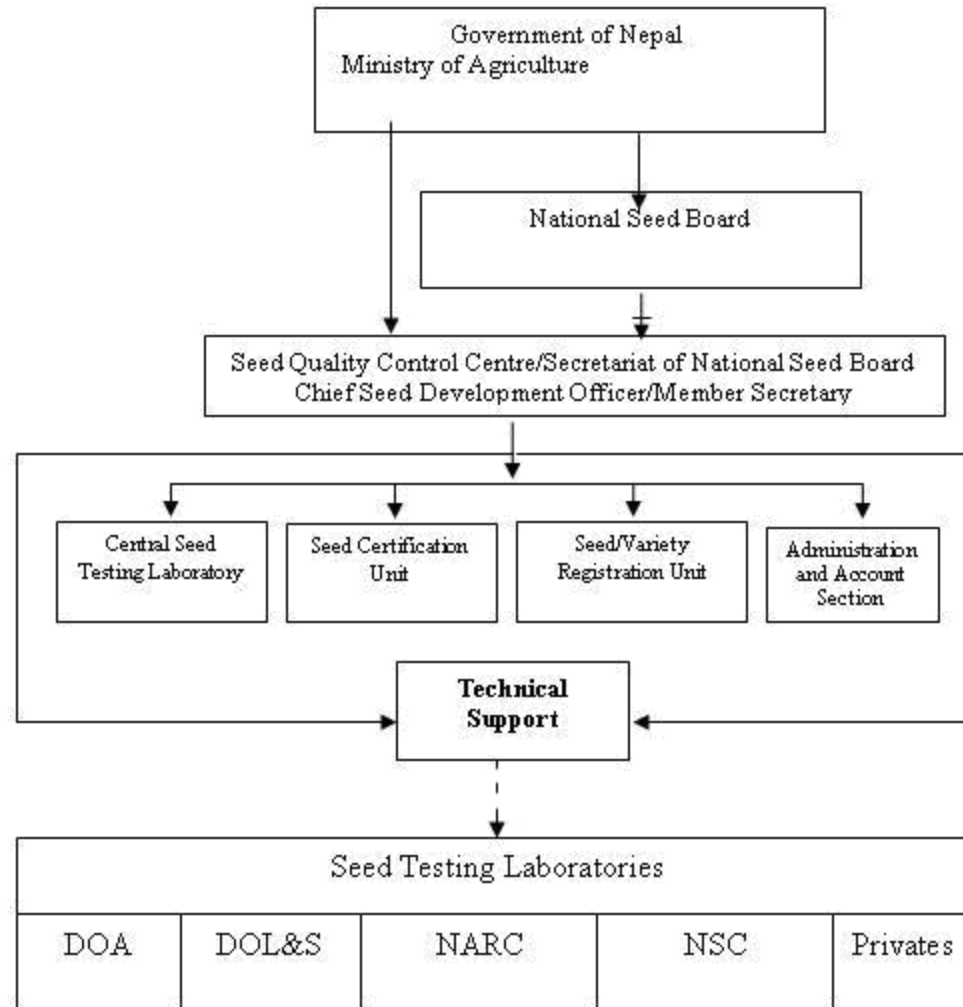 Government of Nepal
Ministry of Agriculture
National Seed Board
Seed Quality Control Centre/Secretariat of National Seed Board
Chief Seed Development Officer/Member Secretary
Central Seed
Testing Laboratory
Seed Certification
Unit
Seed/Variety
Registration Unit
Administration
and Account
Section
Technical
Support
Seed Testing Laboratories
DOA
DOL&S
NARC
NSC
Privates